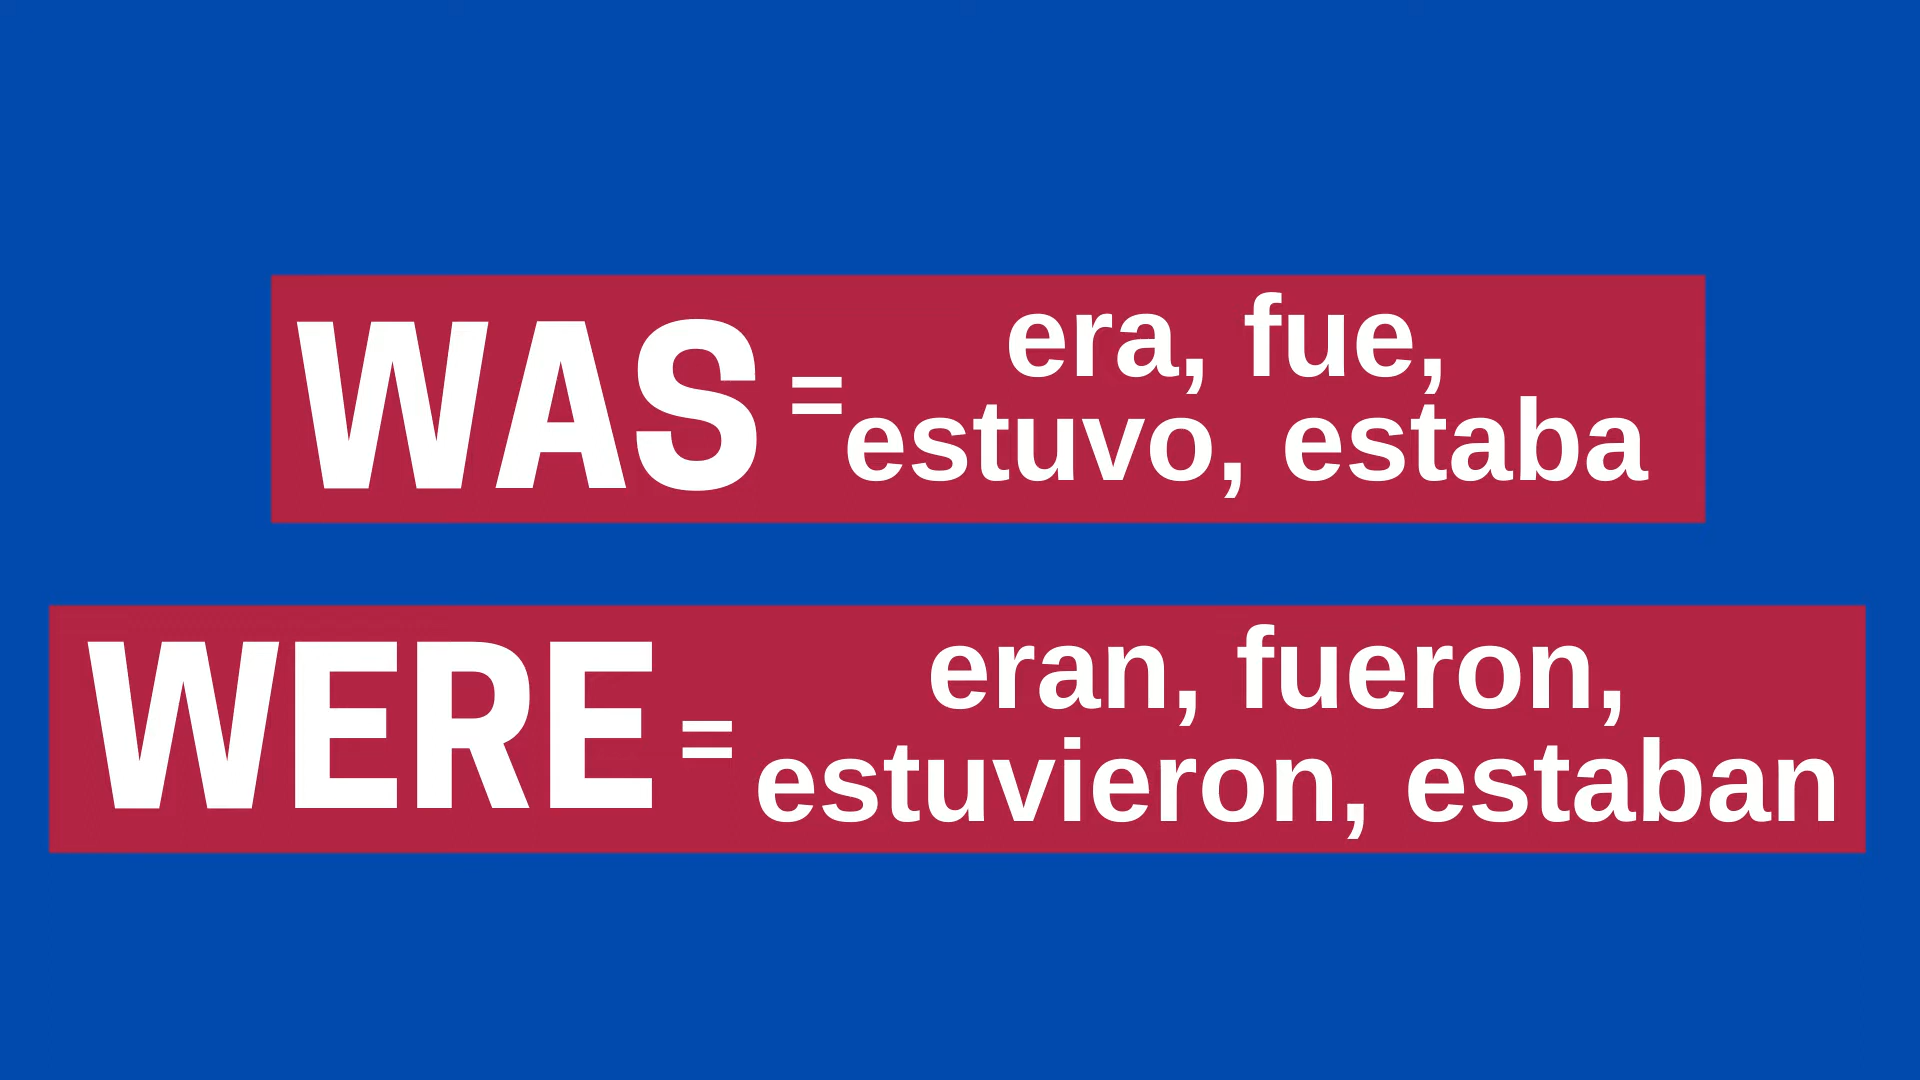 WAS = era, fue,
estuvo, estaba
WERE = eran, fueron,
estuvieron, estaban